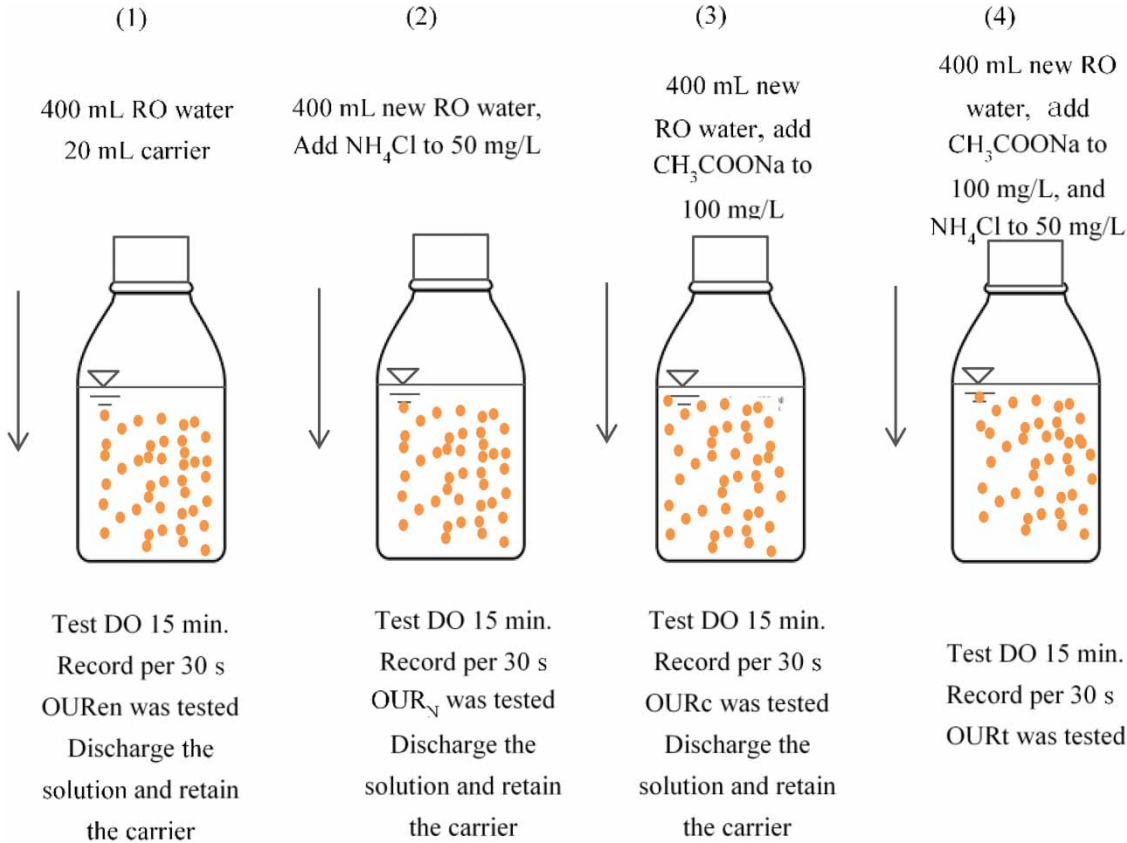 (1)
400 mL RO water
20 mL carrier
Test DO 15 min.
Record per 30 s
OURen was tested
Discharge the
solution and retain
the carrier
(2)
400 mL new RO water,
Add NH₄Cl to 50 mg/L
Test DO 15 min.
Record per 30 s
OUR_N was tested
Discharge the
solution and retain
the carrier
(3)
400 mL new
RO water, add
CH₃COONa to
100 mg/L
Test DO 15 min.
Record per 30 s
OURc was tested
Discharge the
solution and retain
the carrier
(4)
400 mL new RO
water, add
CH₃COONa to
100 mg/L, and
NH₄Cl to 50 mg/L
Test DO 15 min.
Record per 30 s
OURt was tested